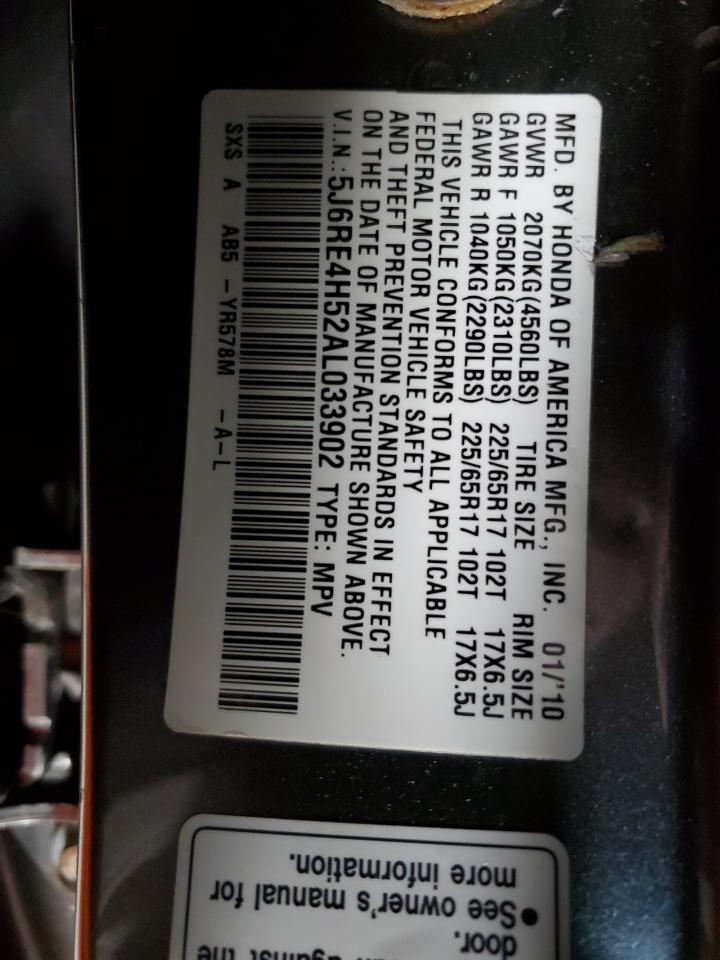 MFD. BY HONDA OF AMERICA MFG., INC. 01/'10
GVWR 2070KG(4560LBS) TIRE SIZE RIM SIZE
GAWR F 1050KG(2310LBS) 225/65R17 102T 17X6.5J
GAWR R 1040KG(2290LBS) 225/65R17 102T 17X6.5J
THIS VEHICLE CONFORMS TO ALL APPLICABLE
FEDERAL MOTOR VEHICLE SAFETY
AND THEFT PREVENTION STANDARDS IN EFFECT
ON THE DATE OF MANUFACTURE SHOWN ABOVE.
V.I.N.:5J6RE4H52AL033902 TYPE: MPV
SXS A AB5 -YR578M -A-L
against the
door.
●See owner's manual for
more information.